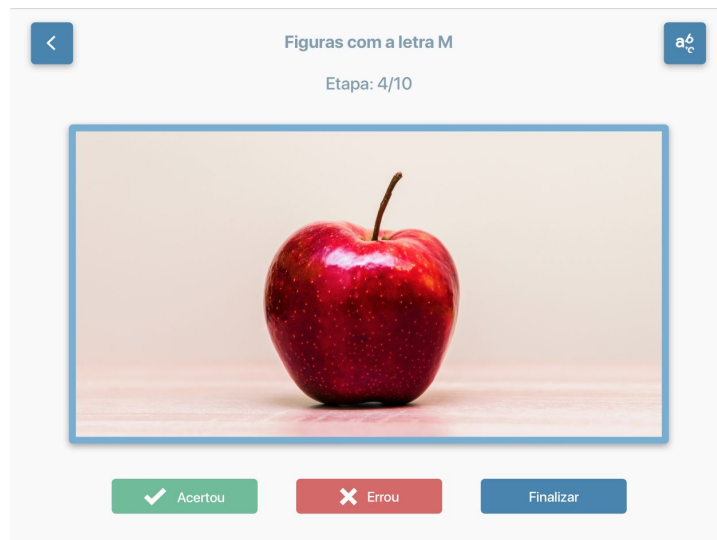 Figuras com a letra M
Etapa: 4/10
Acertou
Errou
Finalizar